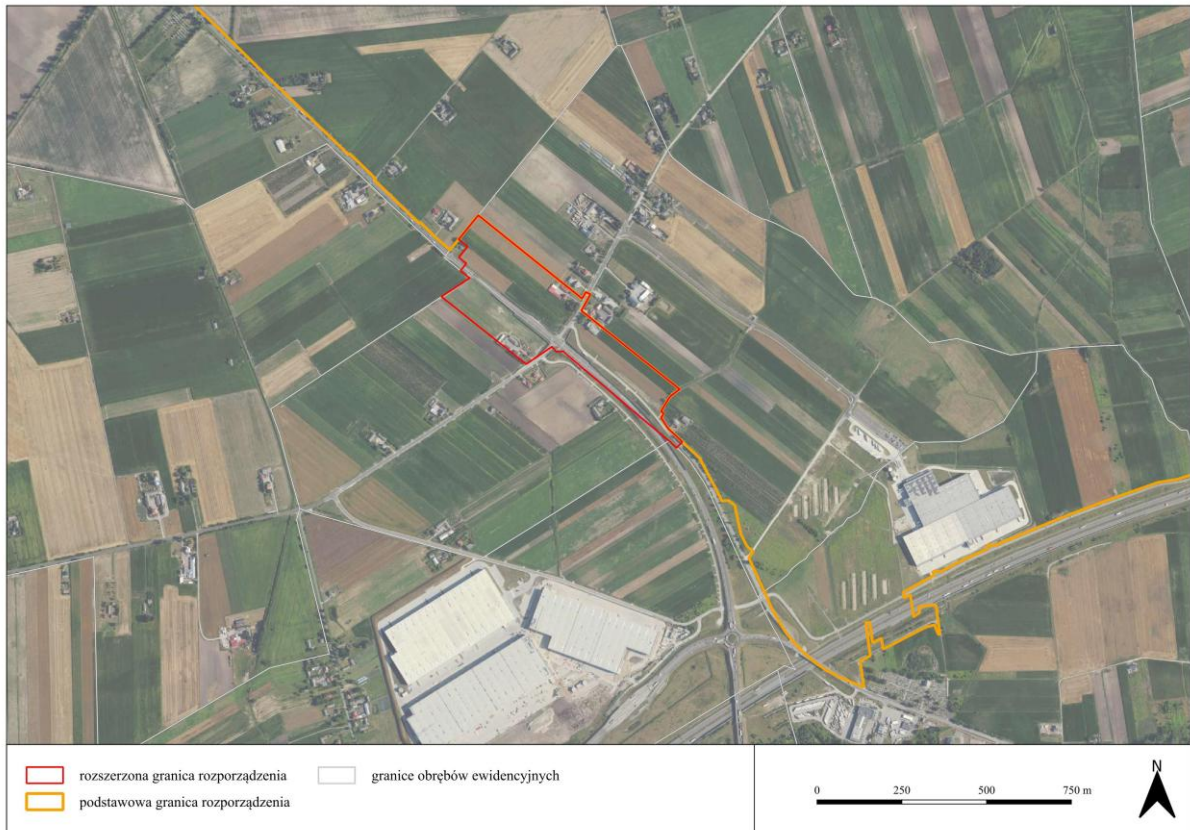 rozszerzona granica rozporządzenia
granice obrębów ewidencyjnych
podstawowa granica rozporządzenia
0 250 500 750 m
N